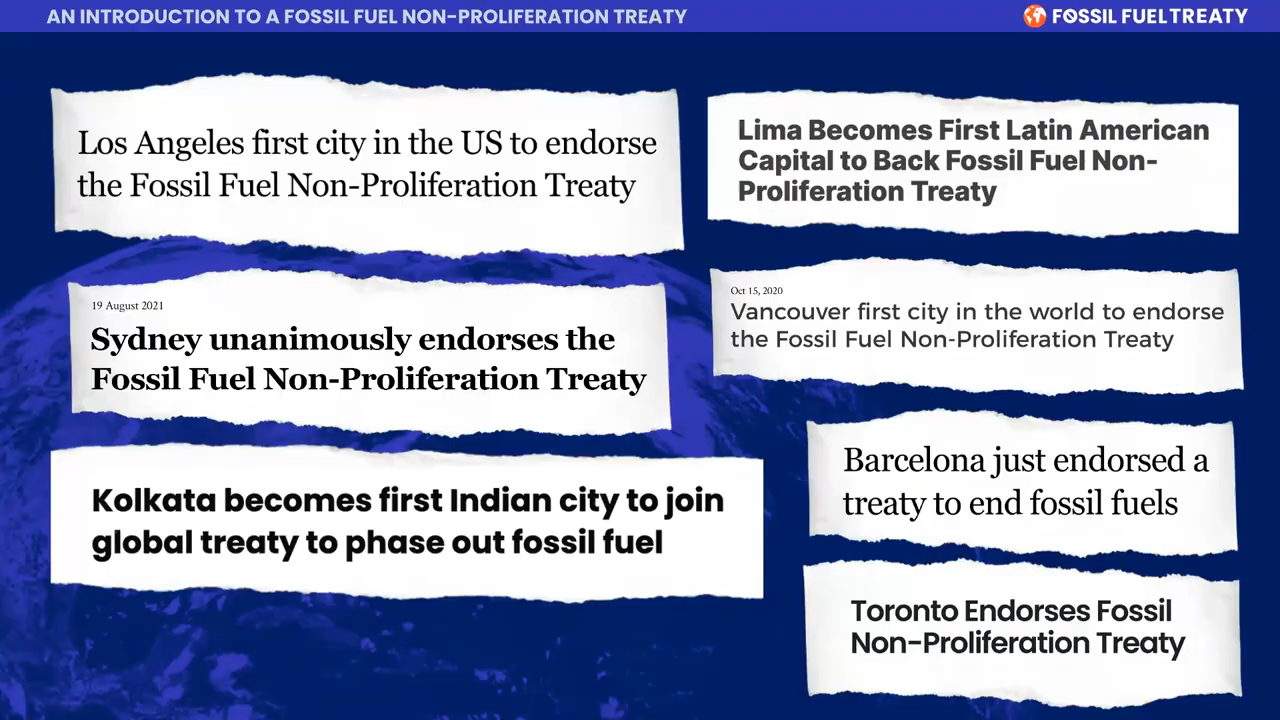 AN INTRODUCTION TO A FOSSIL FUEL NON-PROLIFERATION TREATY
FOSSIL FUEL TREATY
Los Angeles first city in the US to endorse
the Fossil Fuel Non-Proliferation Treaty
Lima Becomes First Latin American
Capital to Back Fossil Fuel Non-
Proliferation Treaty
19 August 2021
Sydney unanimously endorses the
Fossil Fuel Non-Proliferation Treaty
Oct 15, 2020
Vancouver first city in the world to endorse
the Fossil Fuel Non-Proliferation Treaty
Kolkata becomes first Indian city to join
global treaty to phase out fossil fuel
Barcelona just endorsed a
treaty to end fossil fuels
Toronto Endorses Fossil
Non-Proliferation Treaty